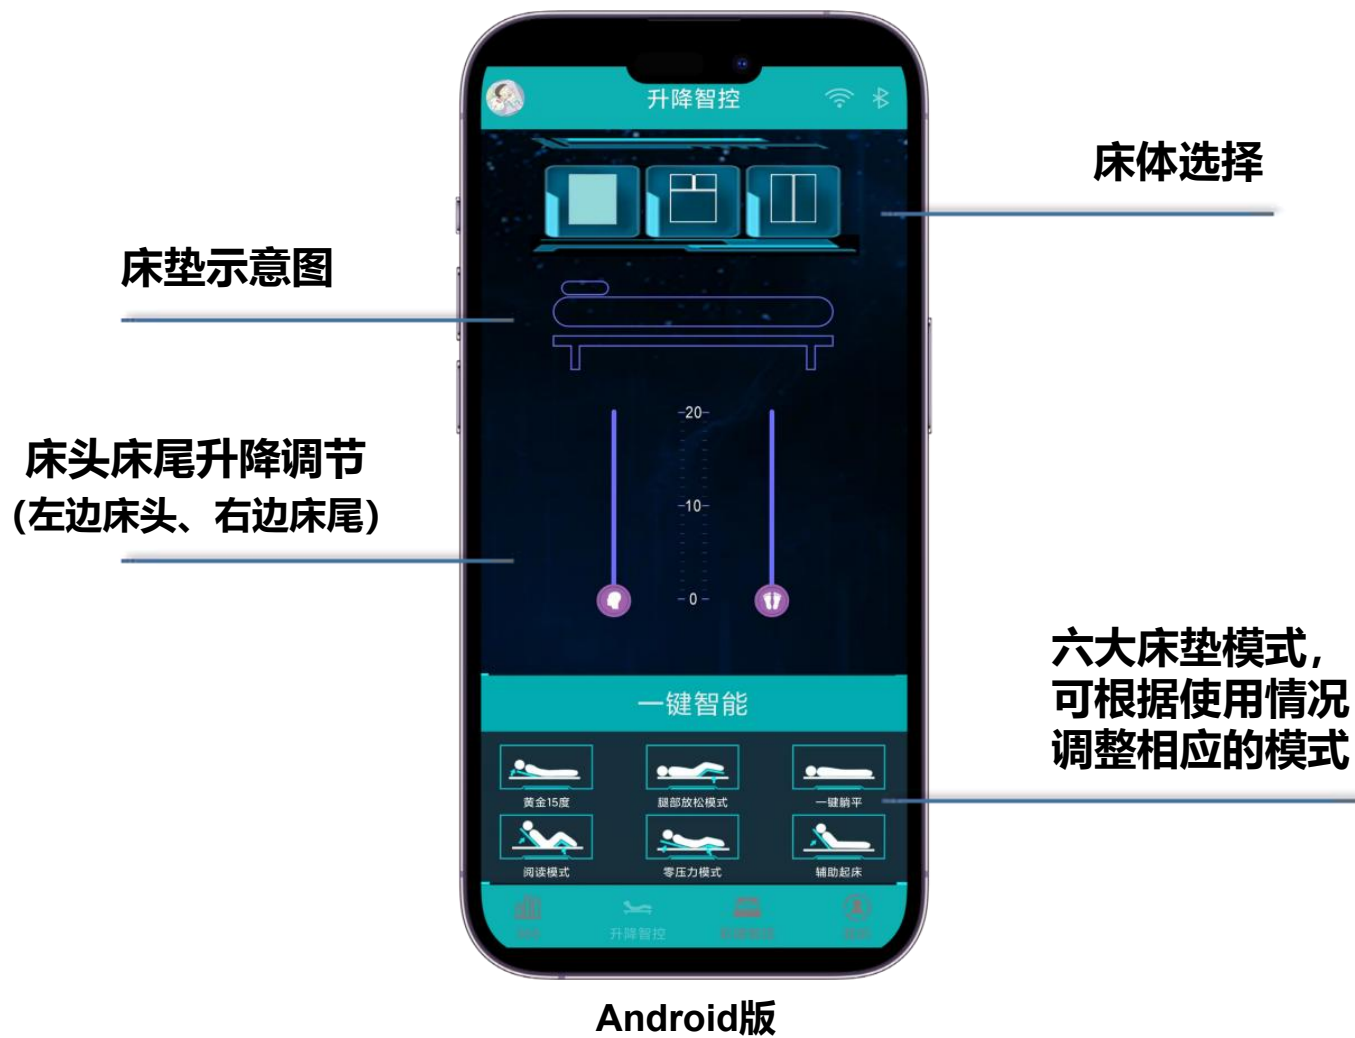 升降智控
床体选择
床垫示意图
床头床尾升降调节
（左边床头、右边床尾）
20
10
0
六大床垫模式，
可根据使用情况
调整相应的模式
一键智能
黄金15度
腿部放松模式
一键躺平
阅读模式
零压力模式
辅助起床
升降智控
Android版